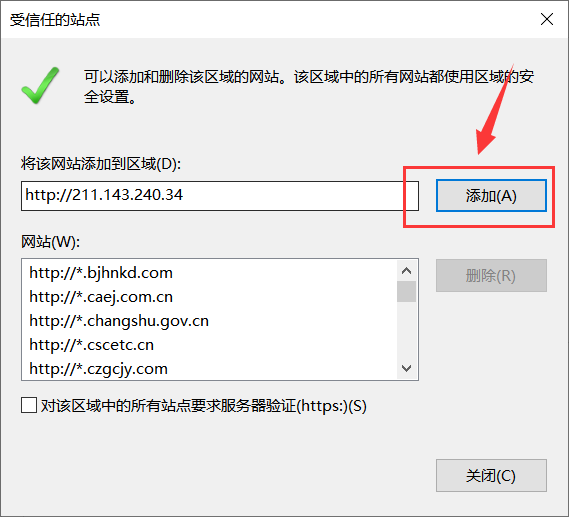 受信任的站点
可以添加和删除该区域的网站。该区域中的所有网站都使用区域的安
全设置。
将该网站添加到区域(D):
http://211.143.240.34
添加(A)
网站(W):
http://*.bjhnkd.com
http://*.caej.com.cn
http://*.changshu.gov.cn
http://*.cscetc.cn
http://*.czgcjy.com
删除(R)
对该区域中的所有站点要求服务器验证(https:)(S)
关闭(C)